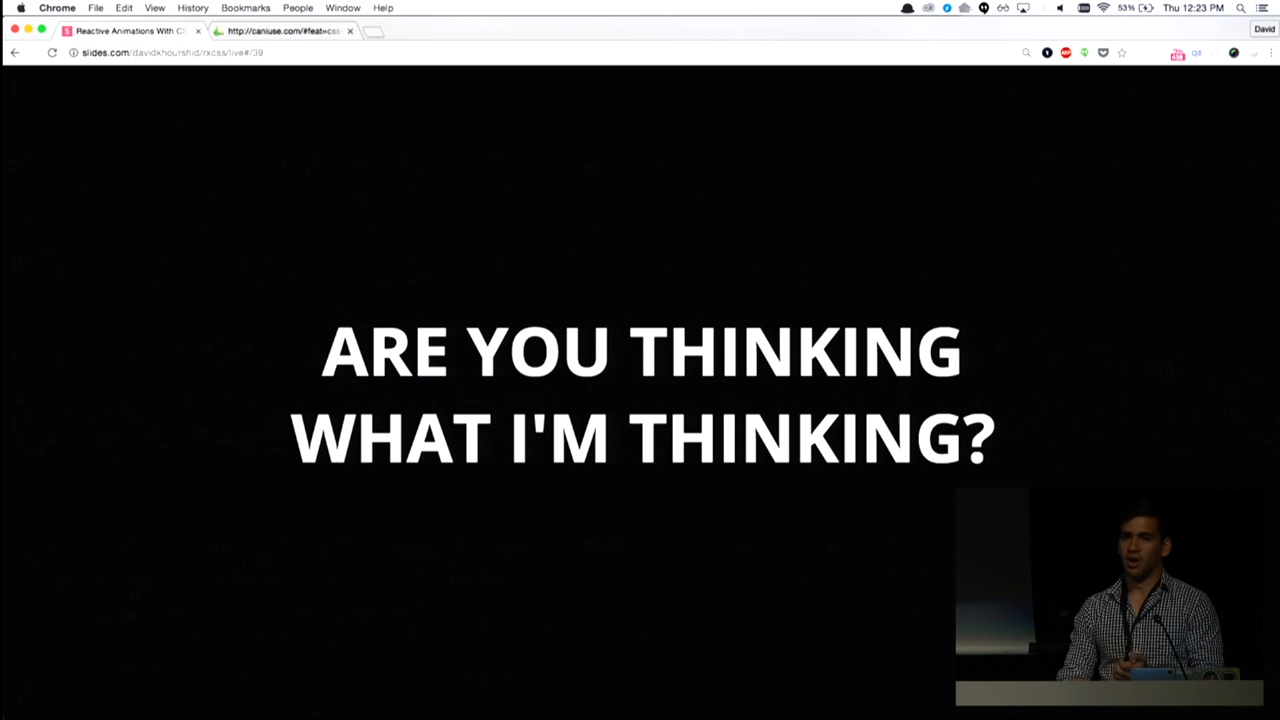 Chrome File Edit View History Bookmarks People Window Help 53% Thu 12:23 PM
Reactive Animations With CS http://caniuse.com/#feat=css- David
slides.com/davidkhourshid/rxcss/live#/39
ARE YOU THINKING
WHAT I'M THINKING?